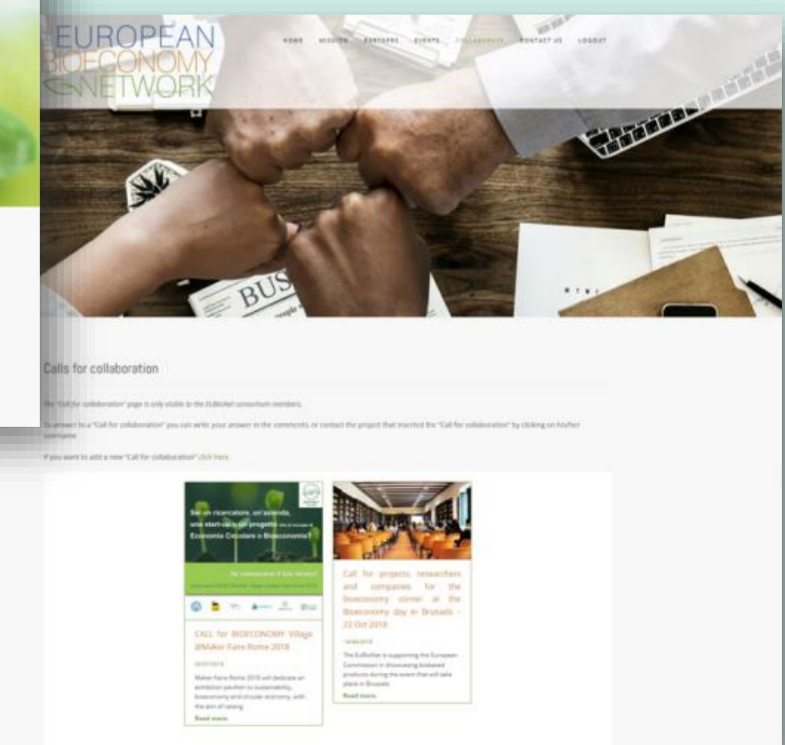 EUROPEAN
BIOECONOMY
NETWORK
HOME MISSION PARTNERS EVENTS COLLABORATE CONTACT US LOGOUT
BUS
Calls for collaboration
The "Call for collaboration" page is only visible to the EUBioNet consortium members.
To answer to a "Call for collaboration" you can write your answer in the comments, or contact the project that inserted the "Call for collaboration" by clicking on his/her
username
If you want to add a new "Call for collaboration" click here
Sei un ricercatore, un'azienda,
una start-up o un progetto che si occupa di
Economia Circolare o Bioeconomia?
CALL for BIOECONOMY Village
@Maker Faire Rome 2018
Maker Faire Rome 2018 will dedicate an
exhibition pavilion to sustainability,
bioeconomy and circular economy, with
the aim of raising
Read more
Call for projects, researchers
and companies for the
bioeconomy corner at the
Bioeconomy day in Brussels –
22 Oct 2018
The EuBioNet is supporting the European
Commission in showcasing biobased
products during the event that will take
place in Brussels
Read more